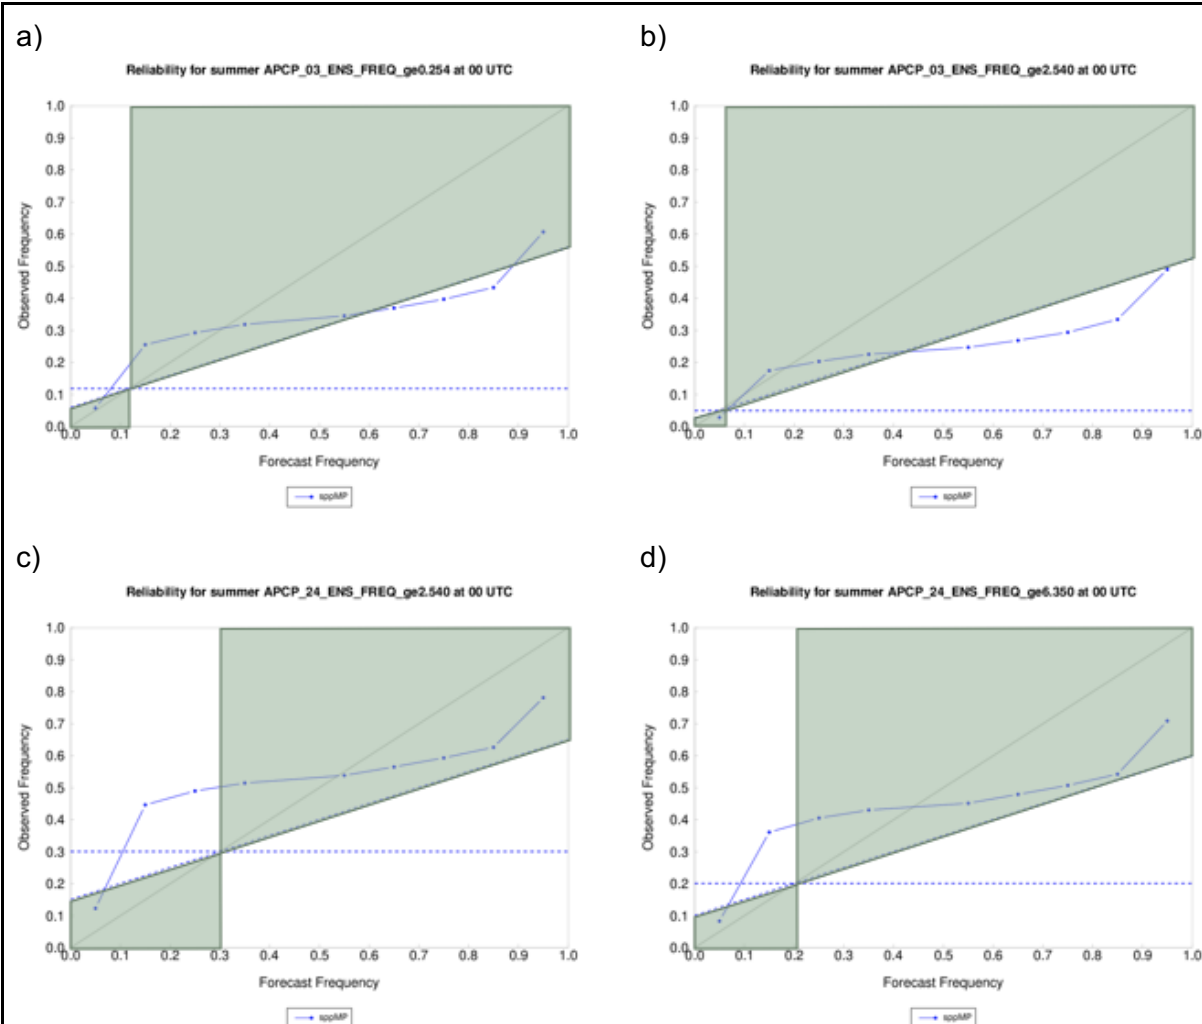 a)
Reliability for summer APCP_03_ENS_FREQ_ge0.254 at 00 UTC
1.0
0.9
0.8
0.7
0.6
0.5
0.4
0.3
0.2
0.1
0.0
Observed Frequency
0.0 0.1 0.2 0.3 0.4 0.5 0.6 0.7 0.8 0.9 1.0
Forecast Frequency
sppMP
b)
Reliability for summer APCP_03_ENS_FREQ_ge2.540 at 00 UTC
1.0
0.9
0.8
0.7
0.6
0.5
0.4
0.3
0.2
0.1
0.0
Observed Frequency
0.0 0.1 0.2 0.3 0.4 0.5 0.6 0.7 0.8 0.9 1.0
Forecast Frequency
sppMP
c)
Reliability for summer APCP_24_ENS_FREQ_ge2.540 at 00 UTC
1.0
0.9
0.8
0.7
0.6
0.5
0.4
0.3
0.2
0.1
0.0
Observed Frequency
0.0 0.1 0.2 0.3 0.4 0.5 0.6 0.7 0.8 0.9 1.0
Forecast Frequency
sppMP
d)
Reliability for summer APCP_24_ENS_FREQ_ge6.350 at 00 UTC
1.0
0.9
0.8
0.7
0.6
0.5
0.4
0.3
0.2
0.1
0.0
Observed Frequency
0.0 0.1 0.2 0.3 0.4 0.5 0.6 0.7 0.8 0.9 1.0
Forecast Frequency
sppMP